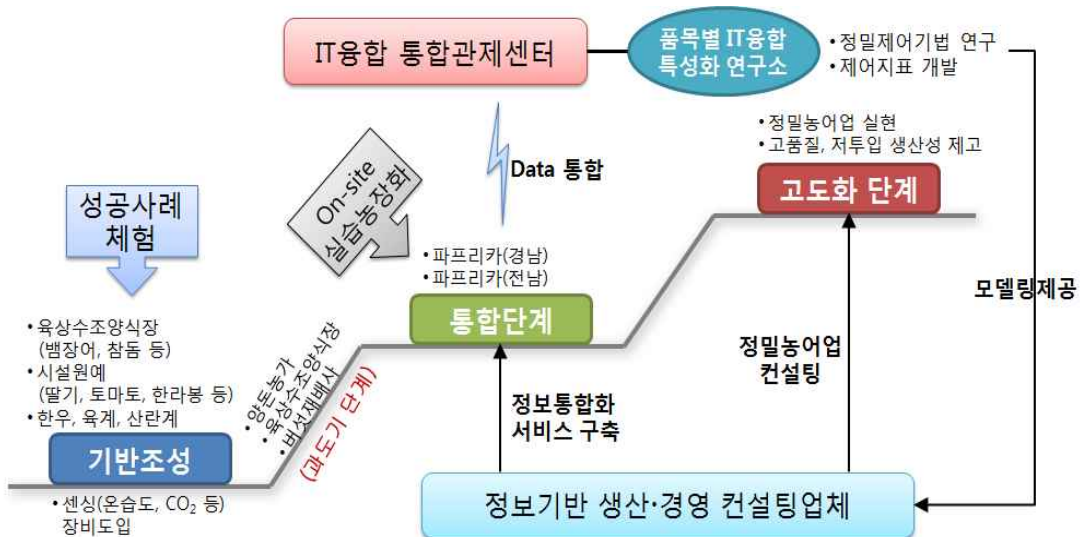 IT융합 통합관제센터
품목별 IT융합
특성화 연구소
•정밀제어기법 연구
•제어지표 개발
•정밀농어업 실현
•고품질, 저투입 생산성 제고
고도화 단계
Data 통합
On-site
실습농장화
성공사례
체험
•파프리카(경남)
•파프리카(전남)
통합단계
모델링제공
•육상수조양식장
(뱀장어, 참돔 등)
•시설원예
(딸기, 토마토, 한라봉 등)
•한우, 육계, 산란계
기반조성
•센싱(온습도, CO₂ 등)
장비도입
•양돈농가
•육상수조양식장
•버섯재배사
(과도기 단계)
정보통합화
서비스 구축
정밀농어업
컨설팅
정보기반 생산·경영 컨설팅업체